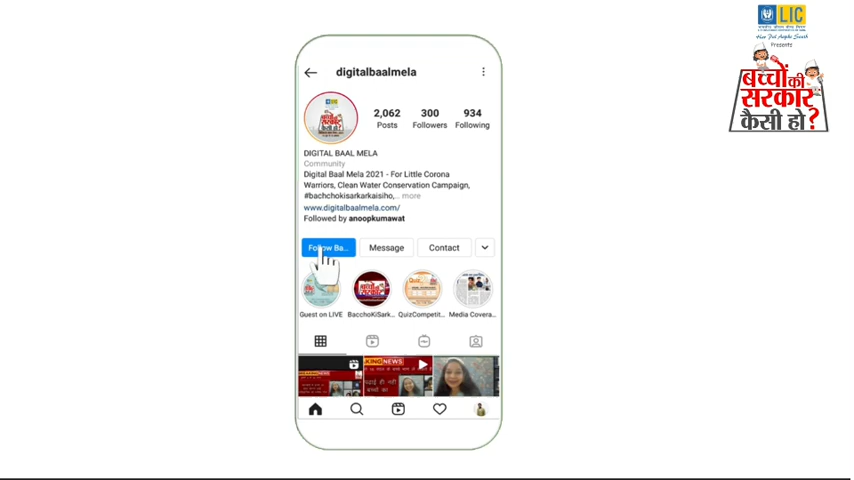 LIC
Har Pal Aapke Saath
Presents
बच्चों की
सरकार
कैसी हो?
digitalbaalmela
2,062
300
934
Posts
Followers
Following
DIGITAL BAAL MELA
Community
Digital Baal Mela 2021 - For Little Corona
Warriors, Clean Water Conservation Campaign,
#bachchokisarkarkaisiho,... more
www.digitalbaalmela.com/
Followed by anoopkumawat
Follow Ba...
Message
Contact
Guest on LIVE
BacchoKiSark...
QuizCompetit...
Media Covera...
NEWS